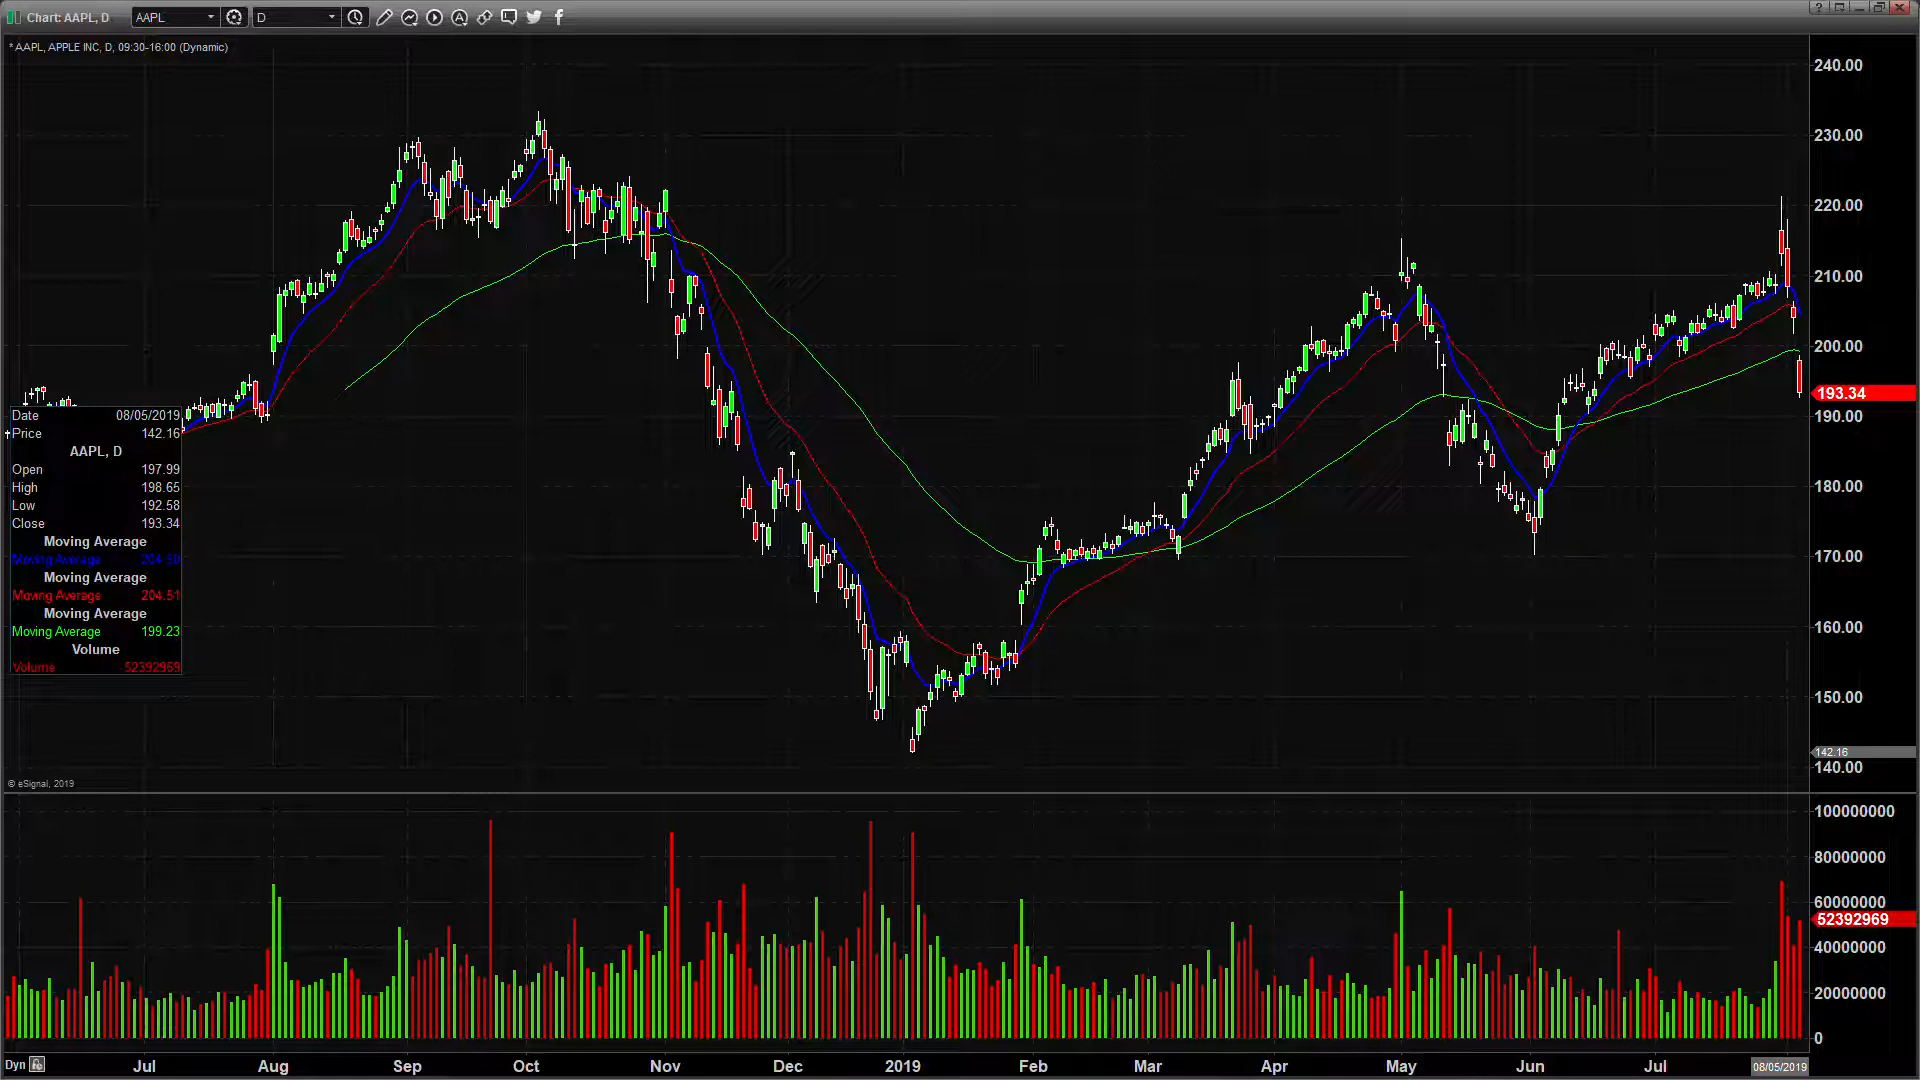 Chart: AAPL, D
AAPL
D
* AAPL, APPLE INC, D, 09:30-16:00 (Dynamic)
240.00
230.00
220.00
210.00
200.00
193.34
190.00
180.00
170.00
160.00
150.00
142.16
140.00
Date 08/05/2019
Price 142.16
AAPL, D
Open 197.99
High 198.65
Low 192.58
Close 193.34
Moving Average
Moving Average
Moving Average
Moving Average 204.51
Moving Average
Moving Average 199.23
Volume
Volume 52392969
© eSignal, 2019
100000000
80000000
60000000
52392969
40000000
20000000
0
Dyn Jul Aug Sep Oct Nov Dec 2019 Feb Mar Apr May Jun Jul 08/05/2019